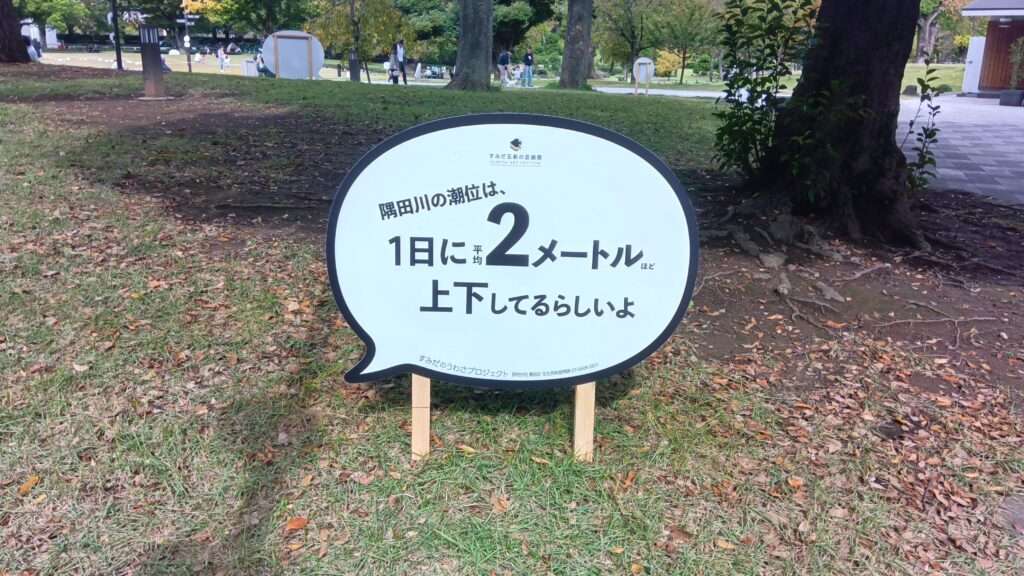 すみだ五彩の芸術祭
隅田川の潮位は、
1日に平均2メートルほど
上下してるらしいよ
すみだのうわさプロジェクト